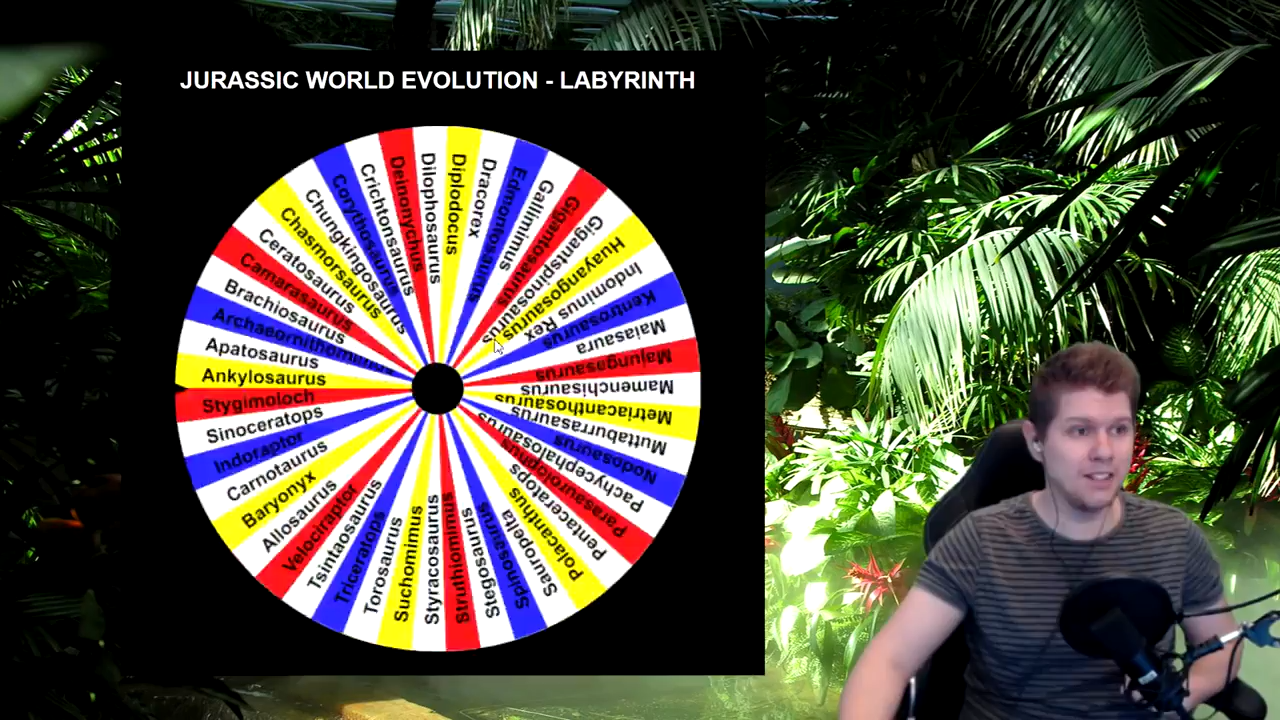 JURASSIC WORLD EVOLUTION - LABYRINTH
Ankylosaurus
Apatosaurus
Archaeornithomimus
Brachiosaurus
Camarasaurus
Ceratosaurus
Chasmorsaurus
Chungkingosaurus
Corythosaurus
Crichtonsaurus
Deinonychus
Dilophosaurus
Diplodocus
Dracorex
Edmontosaurus
Gallimimus
Gigantosaurus
Gigantspinosaurus
Huayangosaurus
Indominus Rex
Kentrosaurus
Maiasaura
Majungasaurus
Mamenchisaurus
Metriacanthosaurus
Muttaburrasaurus
Nodosaurus
Pachycephalosaurus
Parasaurolophus
Pentaceratops
Polacanthus
Sauropelta
Spinosaurus
Stegosaurus
Struthiomimus
Styracosaurus
Suchomimus
Torosaurus
Triceratops
Tsintaosaurus
Velociraptor
Allosaurus
Baryonyx
Carnotaurus
Indoraptor
Sinoceratops
Stygimoloch